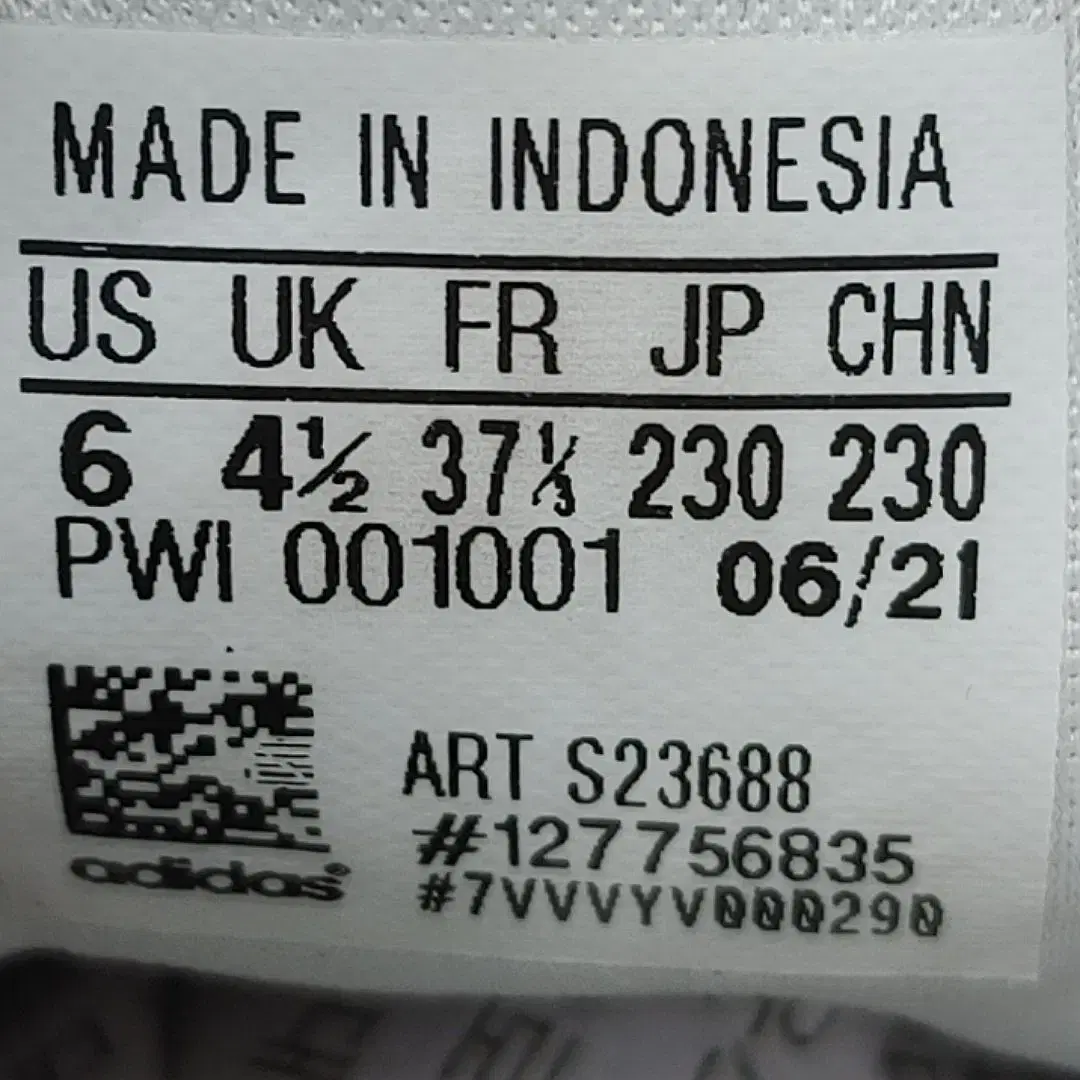 MADE IN INDONESIA
US UK FR JP CHN
6 4½ 37⅓ 230 230
PWI 001001 06/21
ART S23688
#127756835
adidas®
#7VVVYV000290